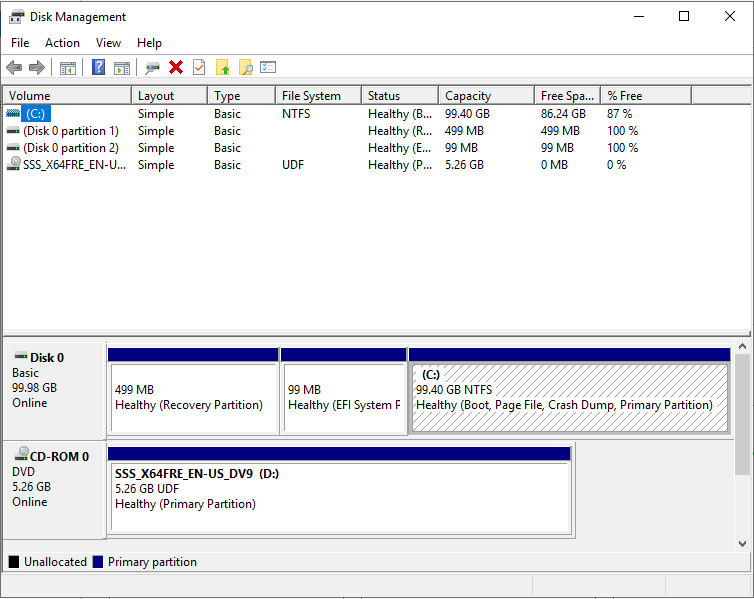 Disk Management
File Action View Help
Volume Layout Type File System Status Capacity Free Spa... % Free
(C:) Simple Basic NTFS Healthy (B... 99.40 GB 86.24 GB 87 %
(Disk 0 partition 1) Simple Basic Healthy (R... 499 MB 499 MB 100 %
(Disk 0 partition 2) Simple Basic Healthy (E... 99 MB 99 MB 100 %
SSS_X64FRE_EN-U... Simple Basic UDF Healthy (P... 5.26 GB 0 MB 0 %
Disk 0
Basic
99.98 GB
Online
499 MB
Healthy (Recovery Partition)
99 MB
Healthy (EFI System P
(C:)
99.40 GB NTFS
Healthy (Boot, Page File, Crash Dump, Primary Partition)
CD-ROM 0
DVD
5.26 GB
Online
SSS_X64FRE_EN-US_DV9 (D:)
5.26 GB UDF
Healthy (Primary Partition)
Unallocated Primary partition